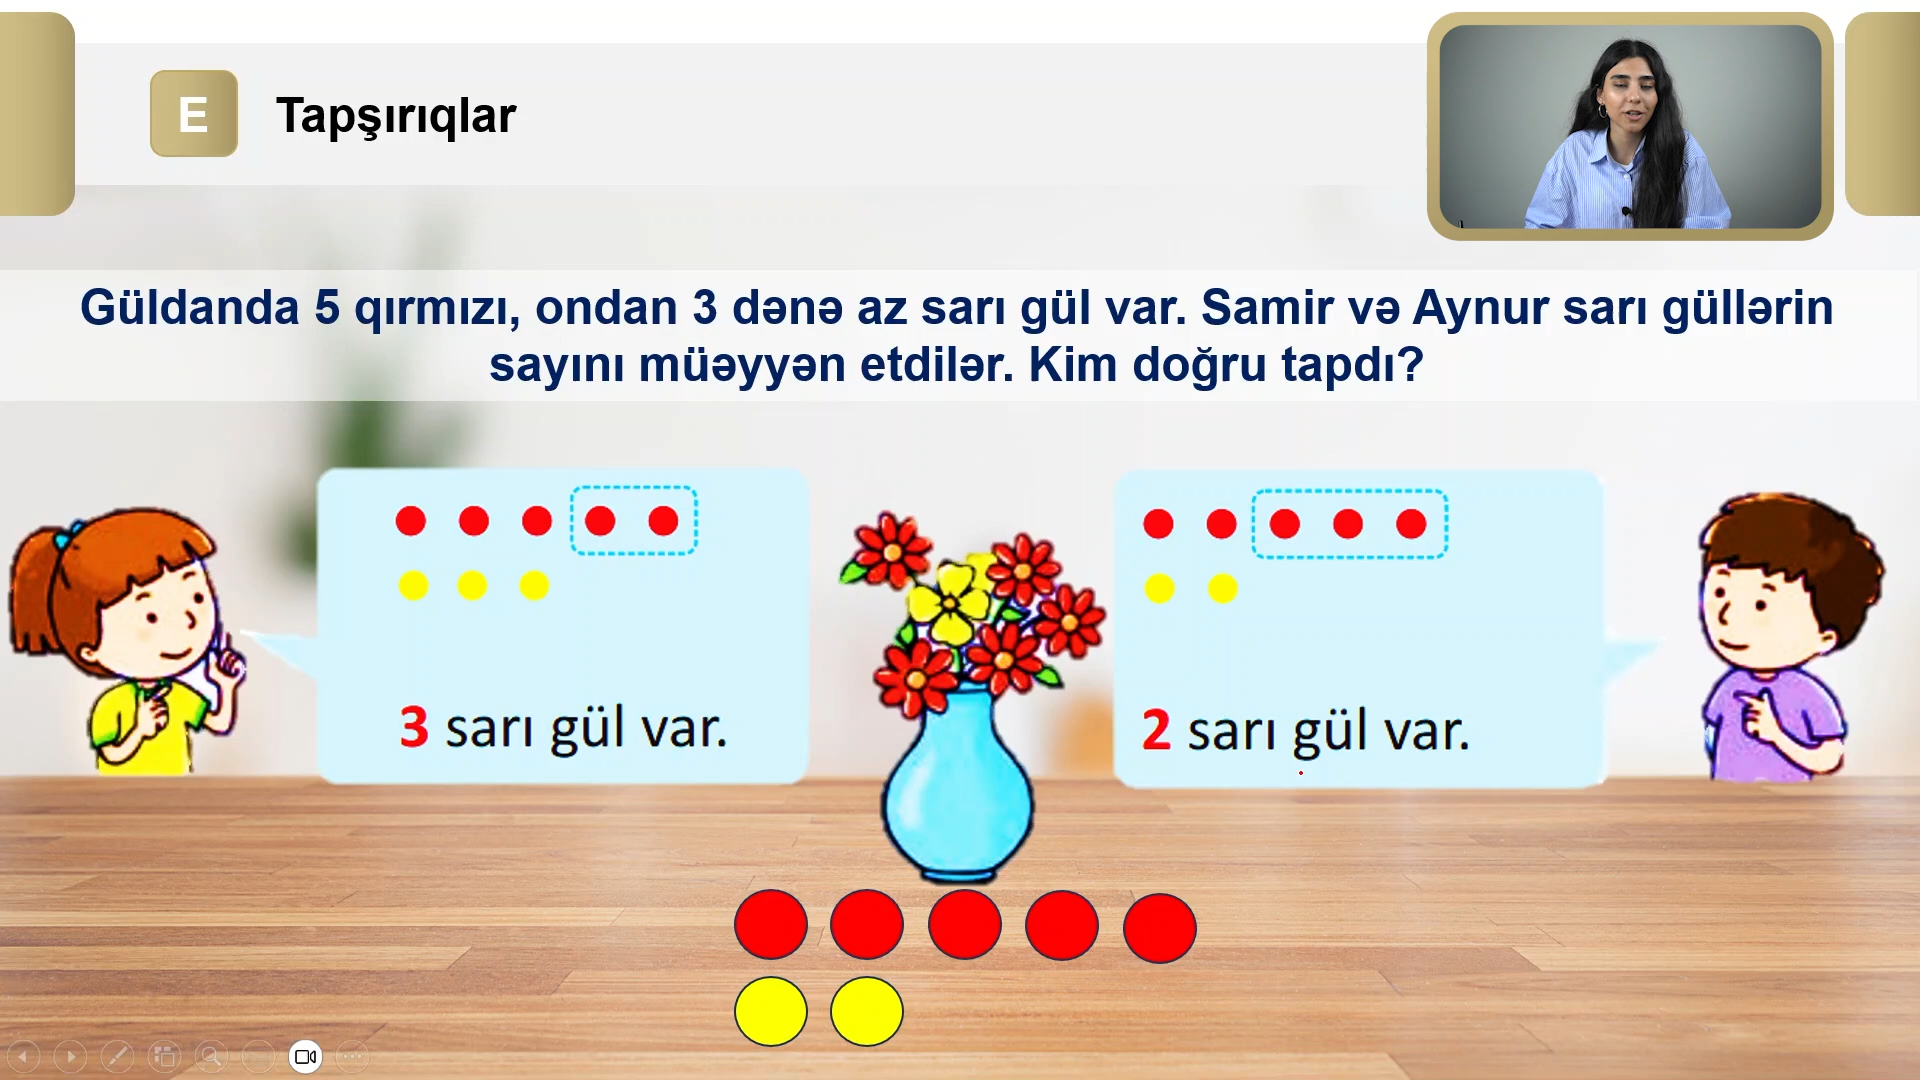 E
Tapşırıqlar
Güldanda 5 qırmızı, ondan 3 dənə az sarı gül var. Samir və Aynur sarı güllərin
sayını müəyyən etdilər. Kim doğru tapdı?
3 sarı gül var.
2 sarı gül var.